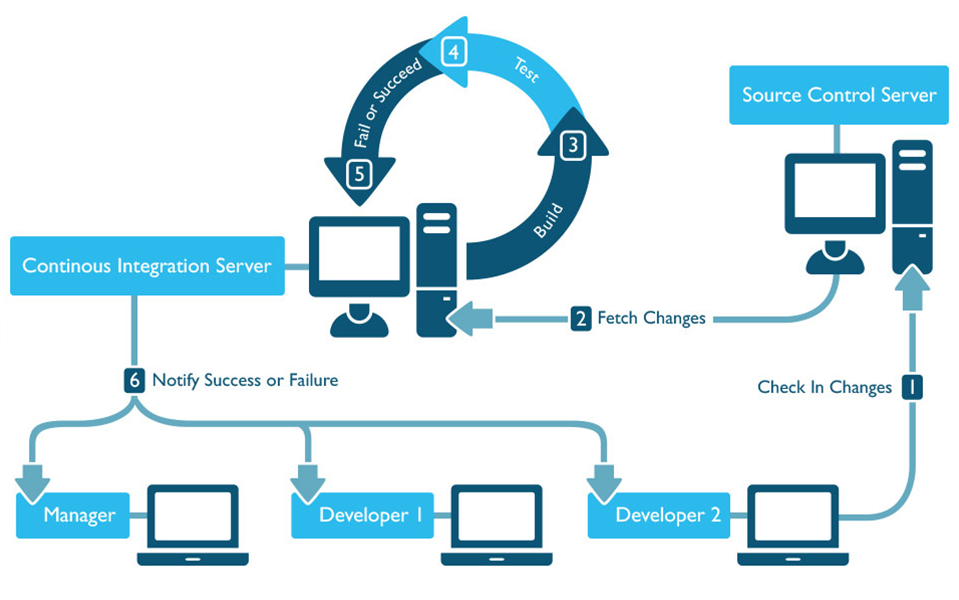 4
Test
Fail or Succeed
3
5
Build
Source Control Server
Continous Integration Server
2 Fetch Changes
6 Notify Success or Failure
Check In Changes 1
Manager
Developer 1
Developer 2